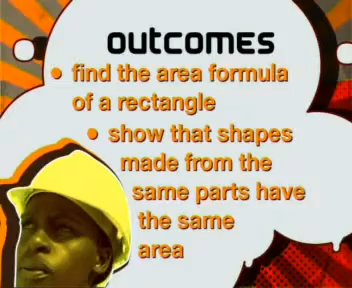 outcomes
• find the area formula
of a rectangle
• show that shapes
made from the
same parts have
the same
area